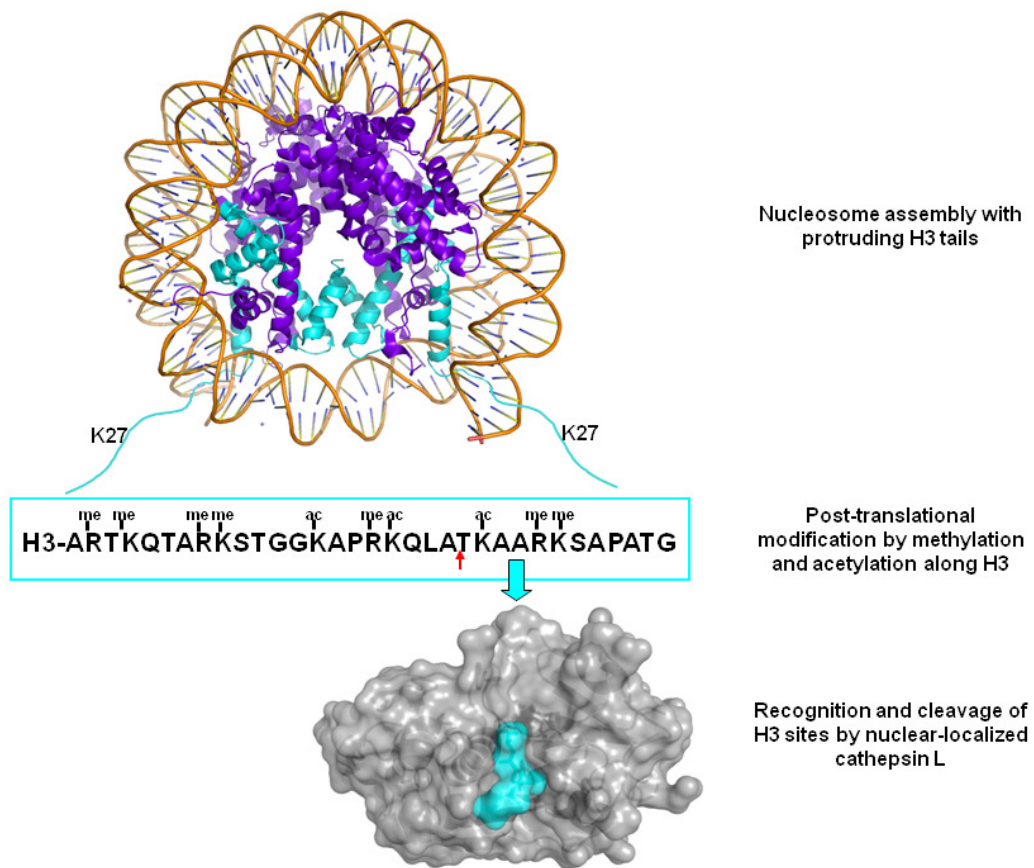 Nucleosome assembly with
protruding H3 tails
K27
K27
me me me me ac me ac ac me me
H3-ARTKQTARKSTGGKAPRKQLATKAARKSAPATG
Post-translational
modification by methylation
and acetylation along H3
Recognition and cleavage of
H3 sites by nuclear-localized
cathepsin L